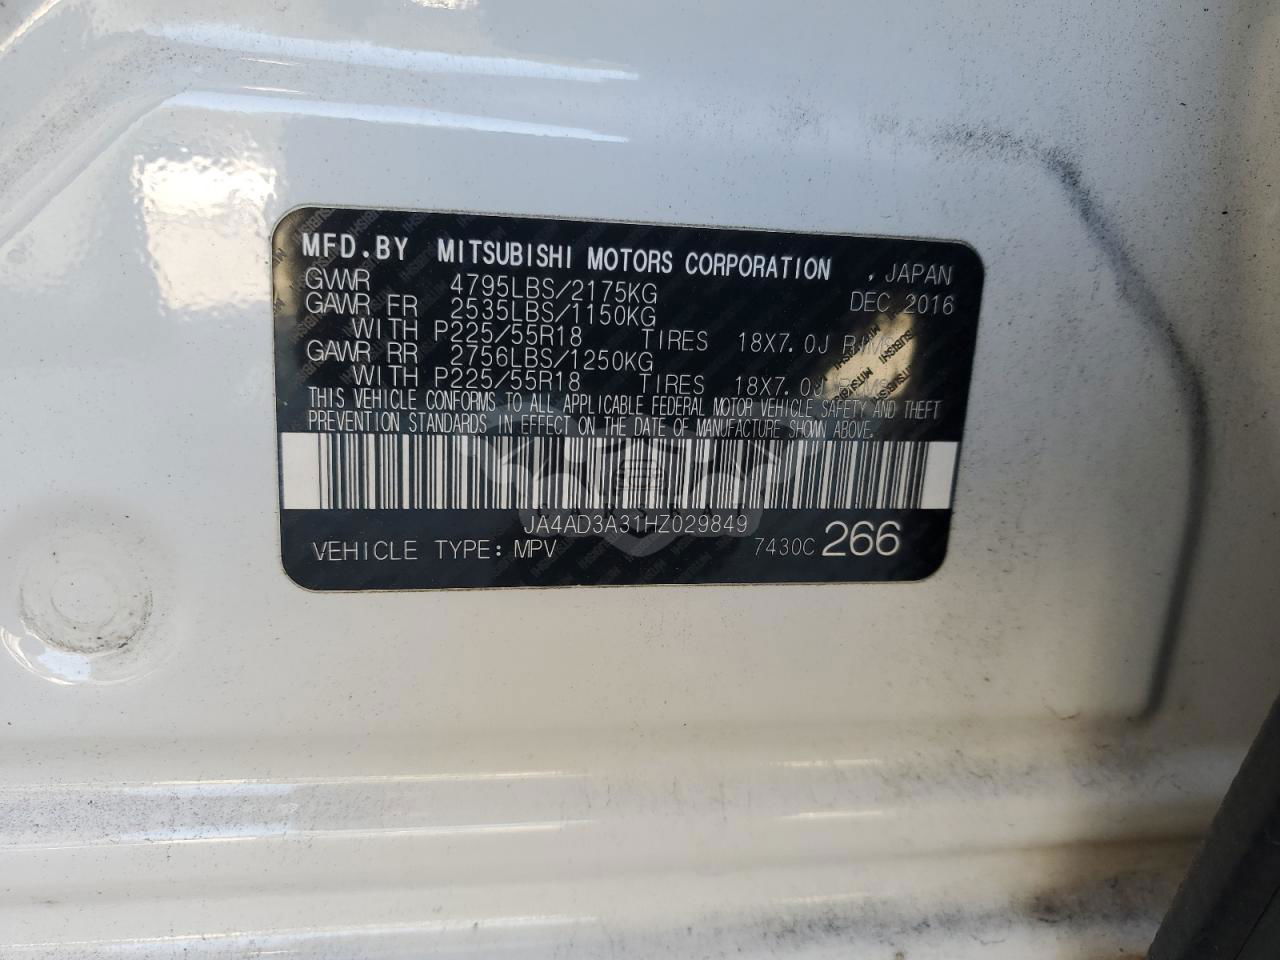 MFD.BY MITSUBISHI MOTORS CORPORATION , JAPAN
GVWR 4795LBS/2175KG DEC 2016
GAWR FR 2535LBS/1150KG
WITH P225/55R18 TIRES 18X7.0J RIMS
GAWR RR 2756LBS/1250KG
WITH P225/55R18 TIRES 18X7.0J RIMS
THIS VEHICLE CONFORMS TO ALL APPLICABLE FEDERAL MOTOR VEHICLE SAFETY AND THEFT
PREVENTION STANDARDS IN EFFECT ON THE DATE OF MANUFACTURE SHOWN ABOVE.
JA4AD3A31HZ029849
VEHICLE TYPE: MPV 7430C 266